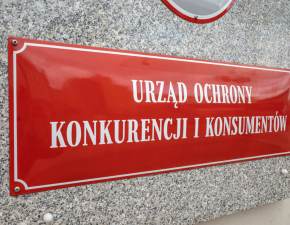 URZĄD OCHRONY
KONKURENCJI I KONSUMENTÓW